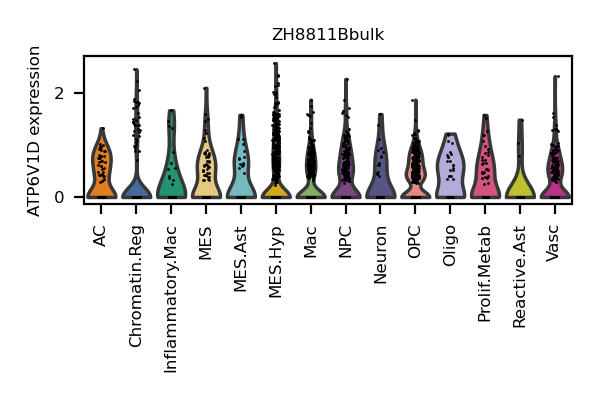 ZH8811Bbulk
ATP6V1D expression
2
0
AC
Chromatin.Reg
Inflammatory.Mac
MES
MES.Ast
MES.Hyp
Mac
NPC
Neuron
OPC
Oligo
Prolif.Metab
Reactive.Ast
Vasc